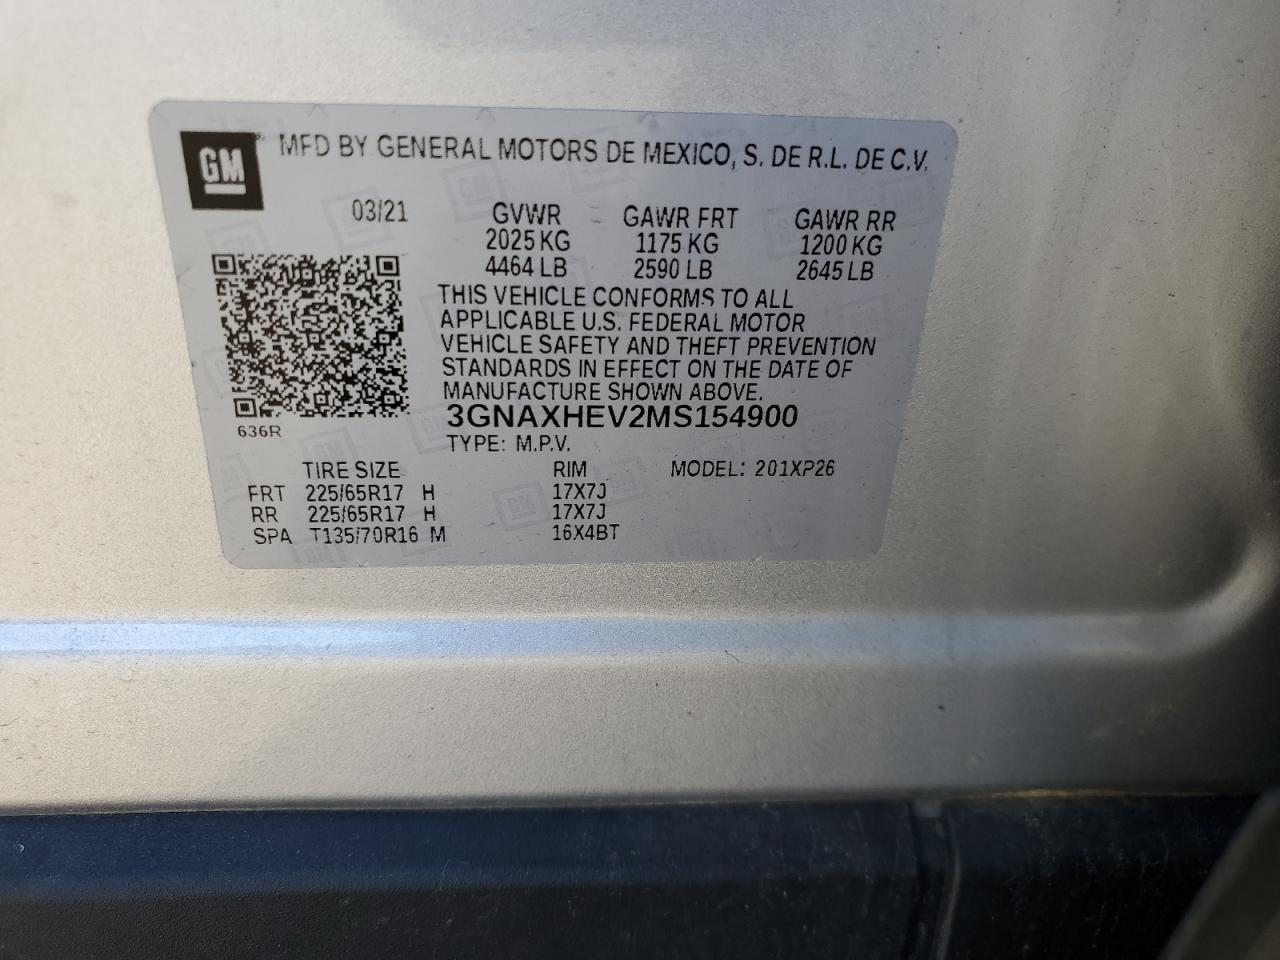 GM MFD BY GENERAL MOTORS DE MEXICO, S. DE R.L. DE C.V.
03/21 GVWR GAWR FRT GAWR RR
2025 KG 1175 KG 1200 KG
4464 LB 2590 LB 2645 LB
THIS VEHICLE CONFORMS TO ALL
APPLICABLE U.S. FEDERAL MOTOR
VEHICLE SAFETY AND THEFT PREVENTION
STANDARDS IN EFFECT ON THE DATE OF
MANUFACTURE SHOWN ABOVE.
3GNAXHEV2MS154900
636R
TYPE: M.P.V.
TIRE SIZE RIM MODEL: 201XP26
FRT 225/65R17 H 17X7J
RR 225/65R17 H 17X7J
SPA T135/70R16 M 16X4BT